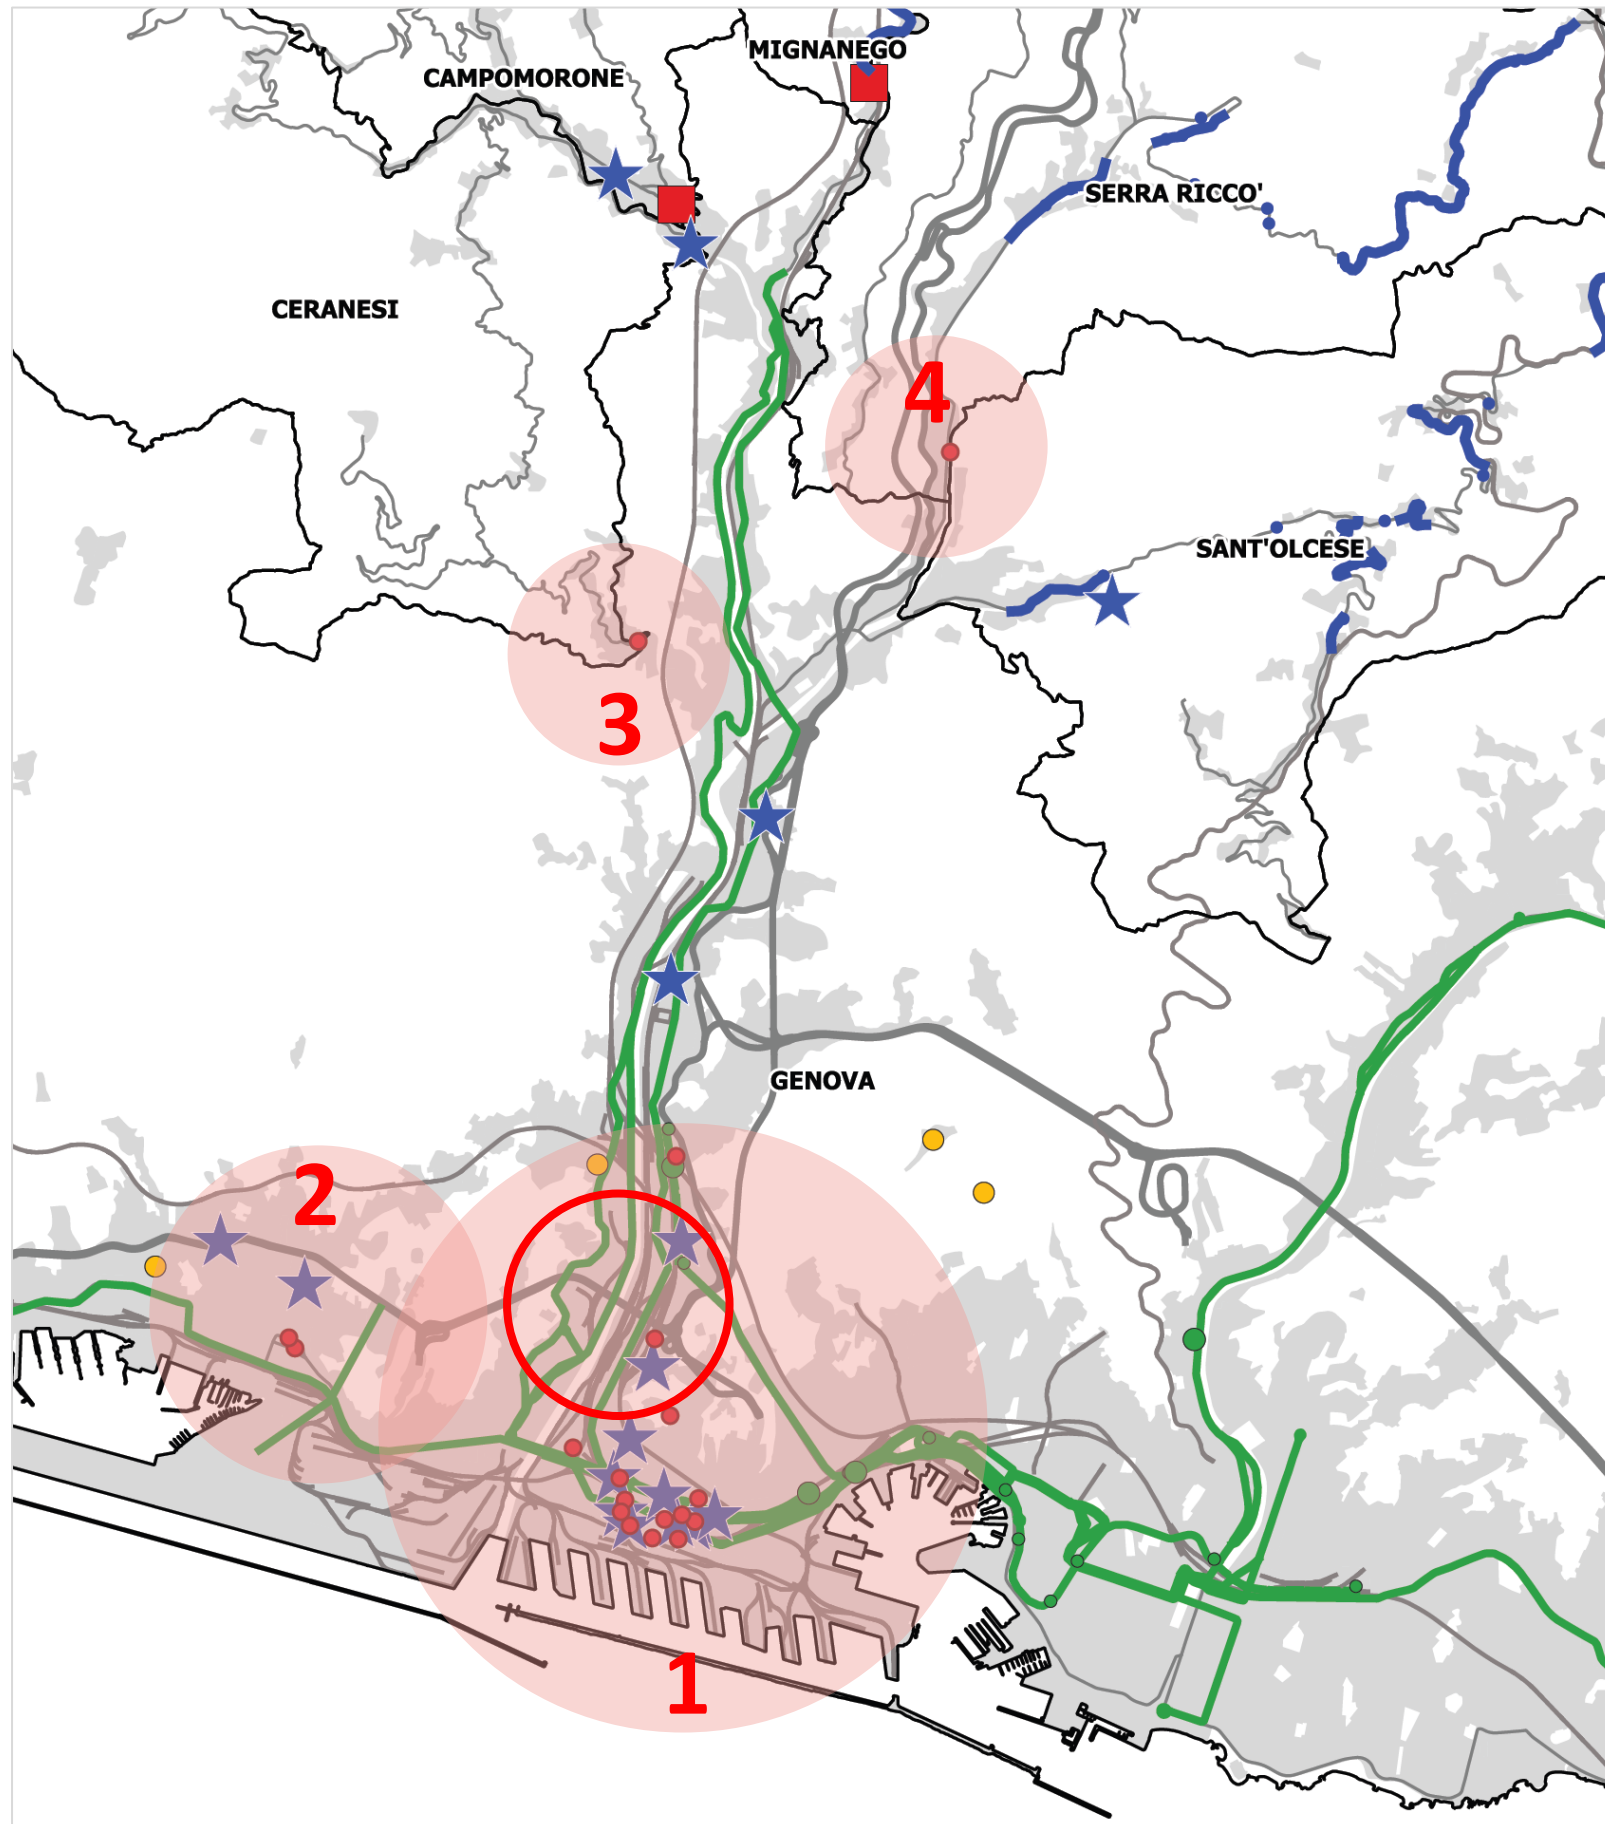 MIGNANEGO
CAMPOMORONE
SERRA RICCO'
CERANESI
4
SANT'OLCESE
3
GENOVA
2
1